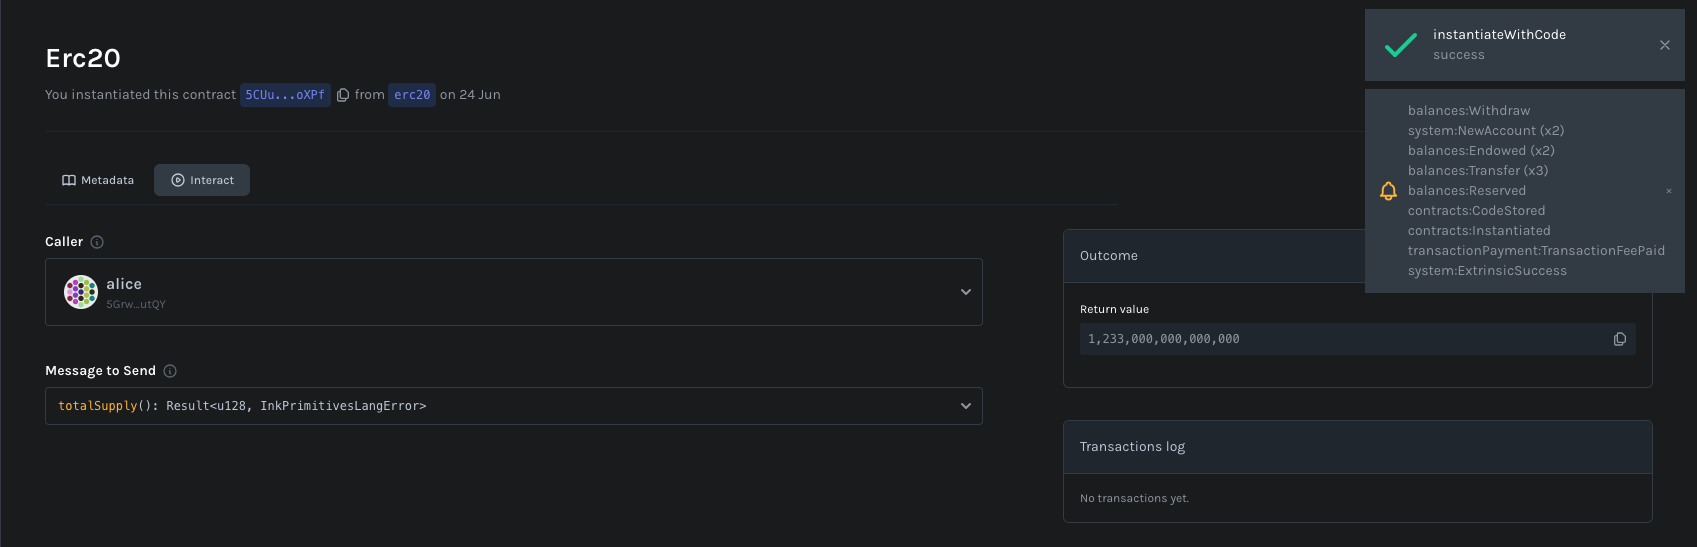 Erc20
You instantiated this contract 5CUu...oXPf from erc20 on 24 Jun
Metadata
Interact
Caller
alice
5Grw...utQY
Message to Send
totalSupply(): Result<u128, InkPrimitivesLangError>
Outcome
Return value
1,233,000,000,000,000
Transactions log
No transactions yet.
instantiateWithCode
success
balances:Withdraw
system:NewAccount (x2)
balances:Endowed (x2)
balances:Transfer (x3)
balances:Reserved
contracts:CodeStored
contracts:Instantiated
transactionPayment:TransactionFeePaid
system:ExtrinsicSuccess